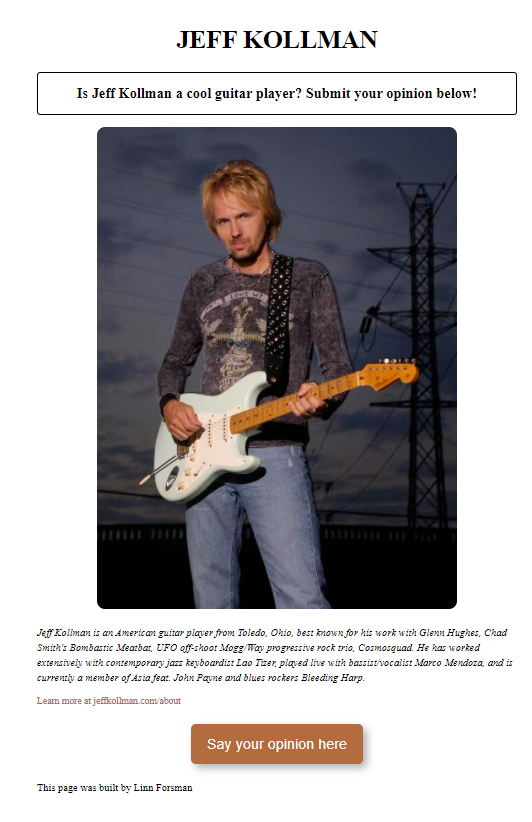 JEFF KOLLMAN
Is Jeff Kollman a cool guitar player? Submit your opinion below!
Jeff Kollman is an American guitar player from Toledo, Ohio, best known for his work with Glenn Hughes, Chad
Smith's Bombastic Meatbat, UFO off-shoot Mogg/Way progressive rock trio, Cosmosquad. He has worked
extensively with contemporary jazz keyboardist Lao Tizer, played live with bassist/vocalist Marco Mendoza, and is
currently a member of Asia feat. John Payne and blues rockers Bleeding Harp.
Learn more at jeffkollman.com/about
Say your opinion here
This page was built by Linn Forsman